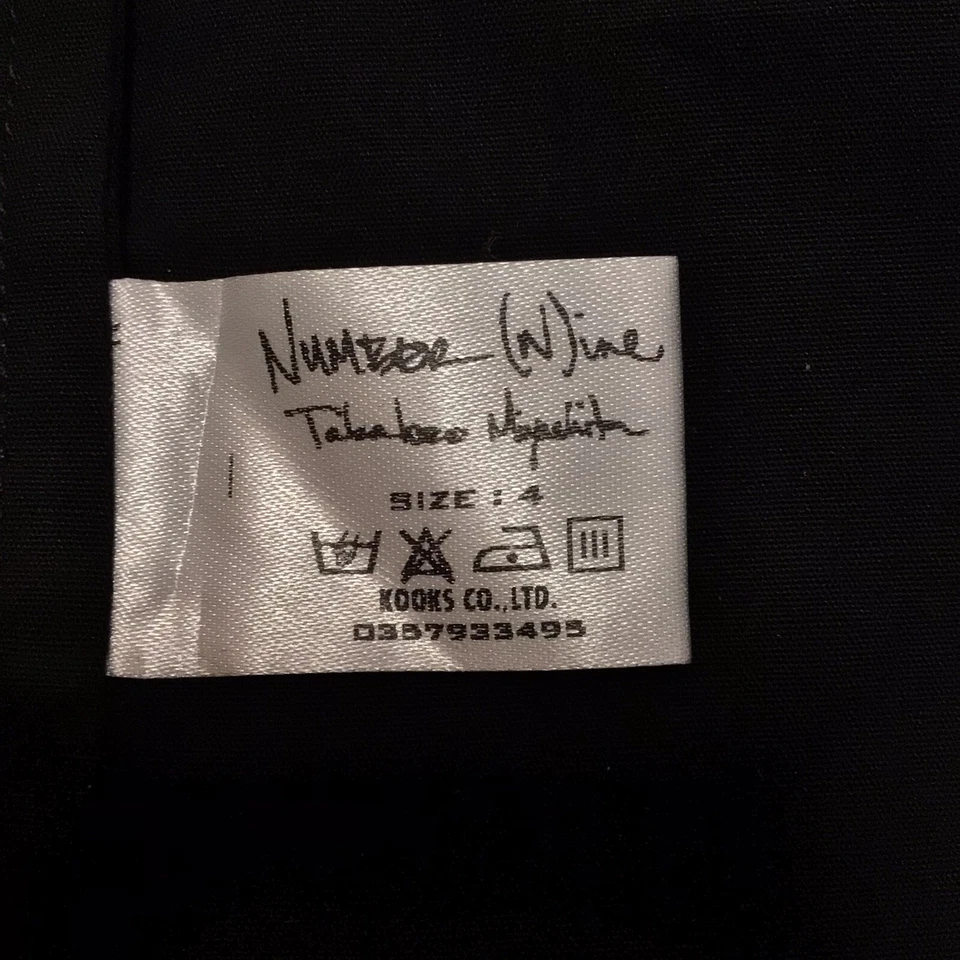 Number (N)ine
Takahiro Miyashita
SIZE : 4
KOOKS CO.,LTD.
0357933495